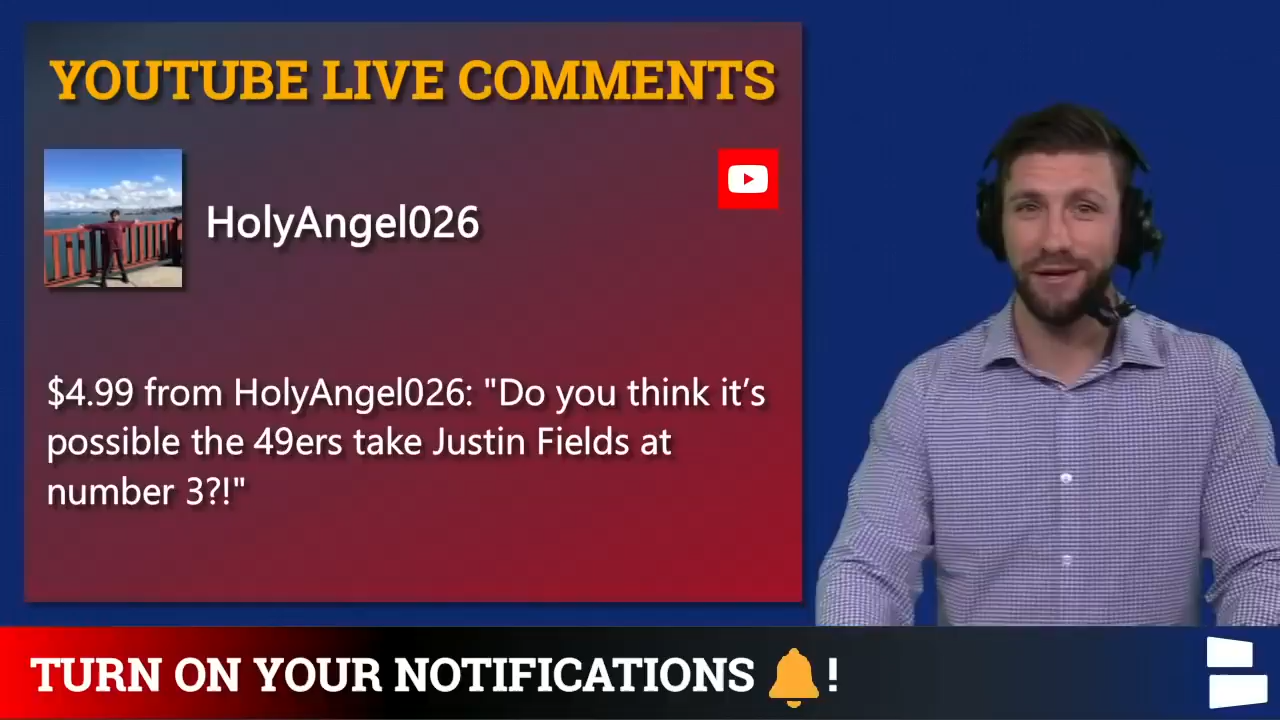 YOUTUBE LIVE COMMENTS
HolyAngel026
$4.99 from HolyAngel026: "Do you think it’s
possible the 49ers take Justin Fields at
number 3?!"
TURN ON YOUR NOTIFICATIONS 🔔!